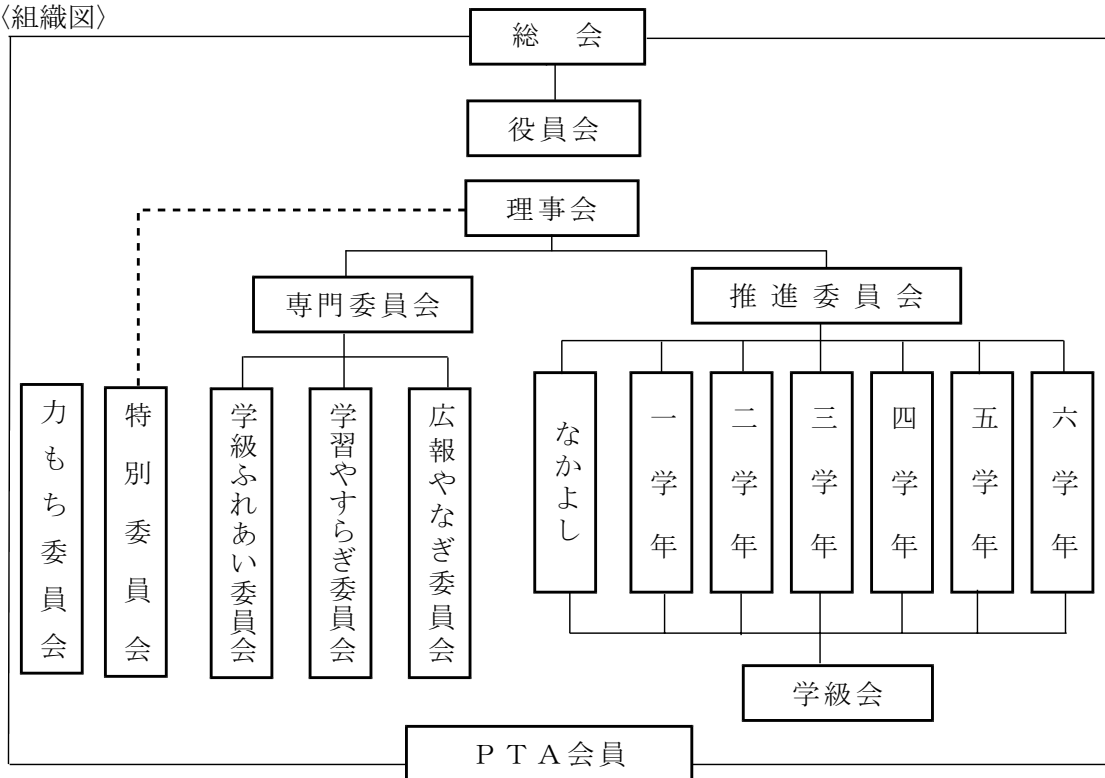 〈組織図〉
総　会
役員会
理事会
専門委員会
推進委員会
力もち委員会
特別委員会
学級ふれあい委員会
学習やすらぎ委員会
広報やなぎ委員会
なかよし
一学年
二学年
三学年
四学年
五学年
六学年
学級会
ＰＴＡ会員